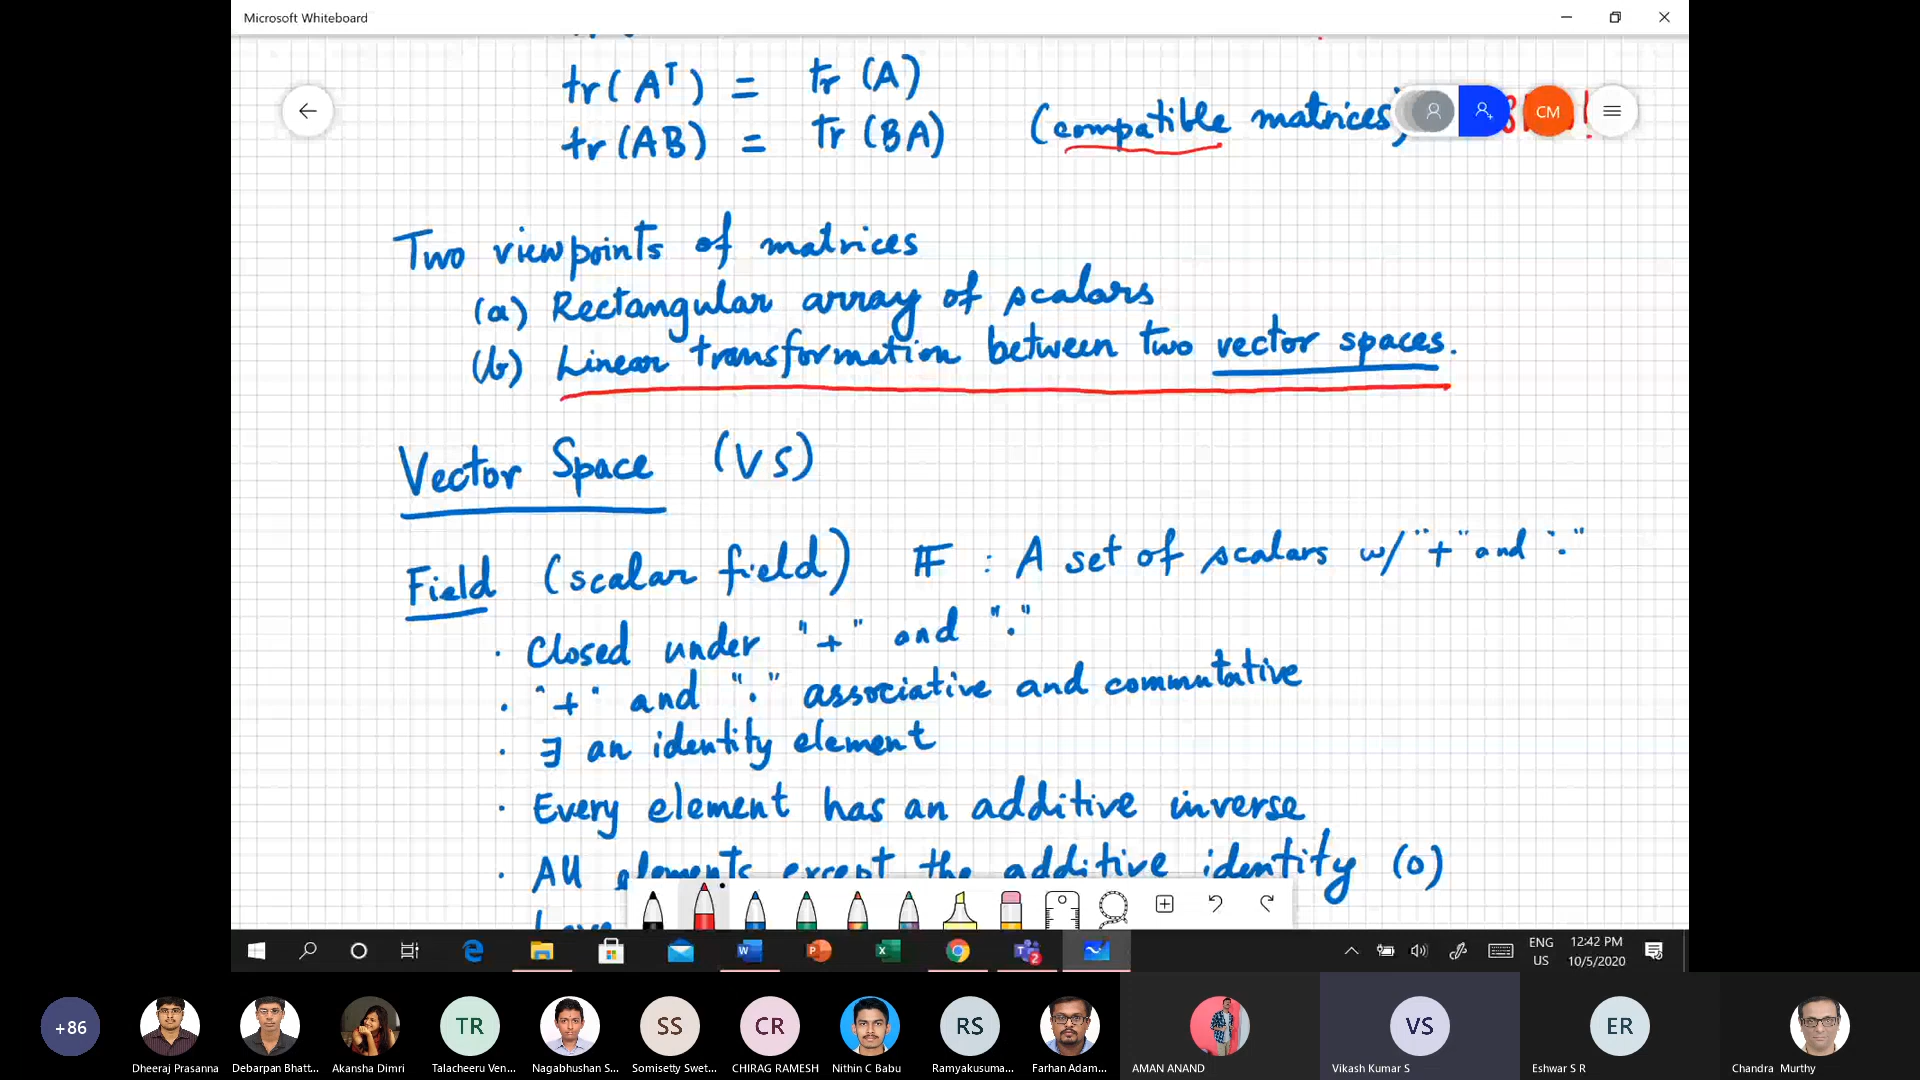 Microsoft Whiteboard
tr(Aᵀ) = tr (A)
tr(AB) = Tr (BA) (compatible matrices)
CM
Two viewpoints of matrices
(a) Rectangular array of scalars
(b) Linear transformation between two vector spaces.
Vector Space (VS)
Field (scalar field) 𝔽 : A set of scalars w/ "+" and "."
. Closed under "+" and "."
. "+" and "." associative and commutative
. ∃ an identity element
. Every element has an additive inverse
. All elements except the additive identity (0)
have
ENG
US
12:42 PM
10/5/2020
+86
TR
SS
CR
RS
VS
ER
Dheeraj Prasanna
Debarpan Bhatt...
Akansha Dimri
Talacheeru Ven...
Nagabhushan S...
Somisetty Swet...
CHIRAG RAMESH
Nithin C Babu
Ramyakusuma...
Farhan Adam...
AMAN ANAND
Vikash Kumar S
Eshwar S R
Chandra Murthy